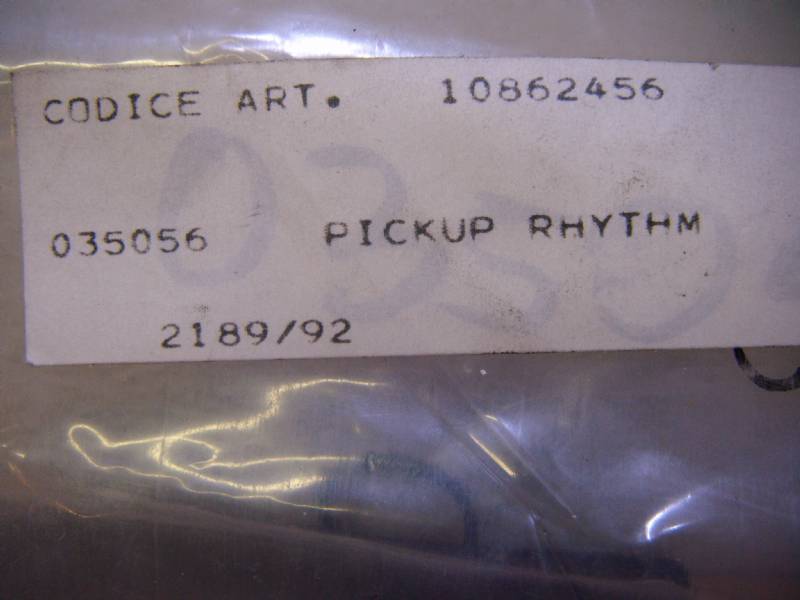 CODICE ART. 10862456
035056 PICKUP RHYTHM
2189/92